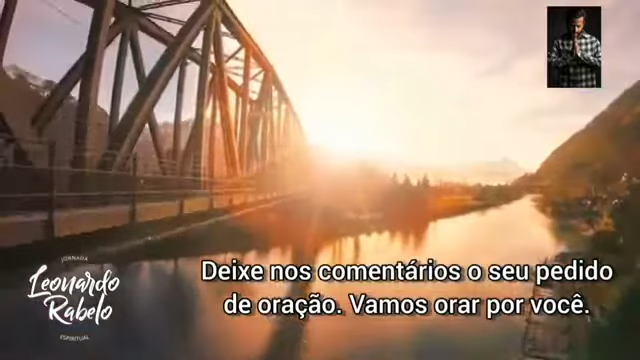 JORNADA
Leonardo
Rabelo
ESPIRITUAL
Deixe nos comentários o seu pedido
de oração. Vamos orar por você.